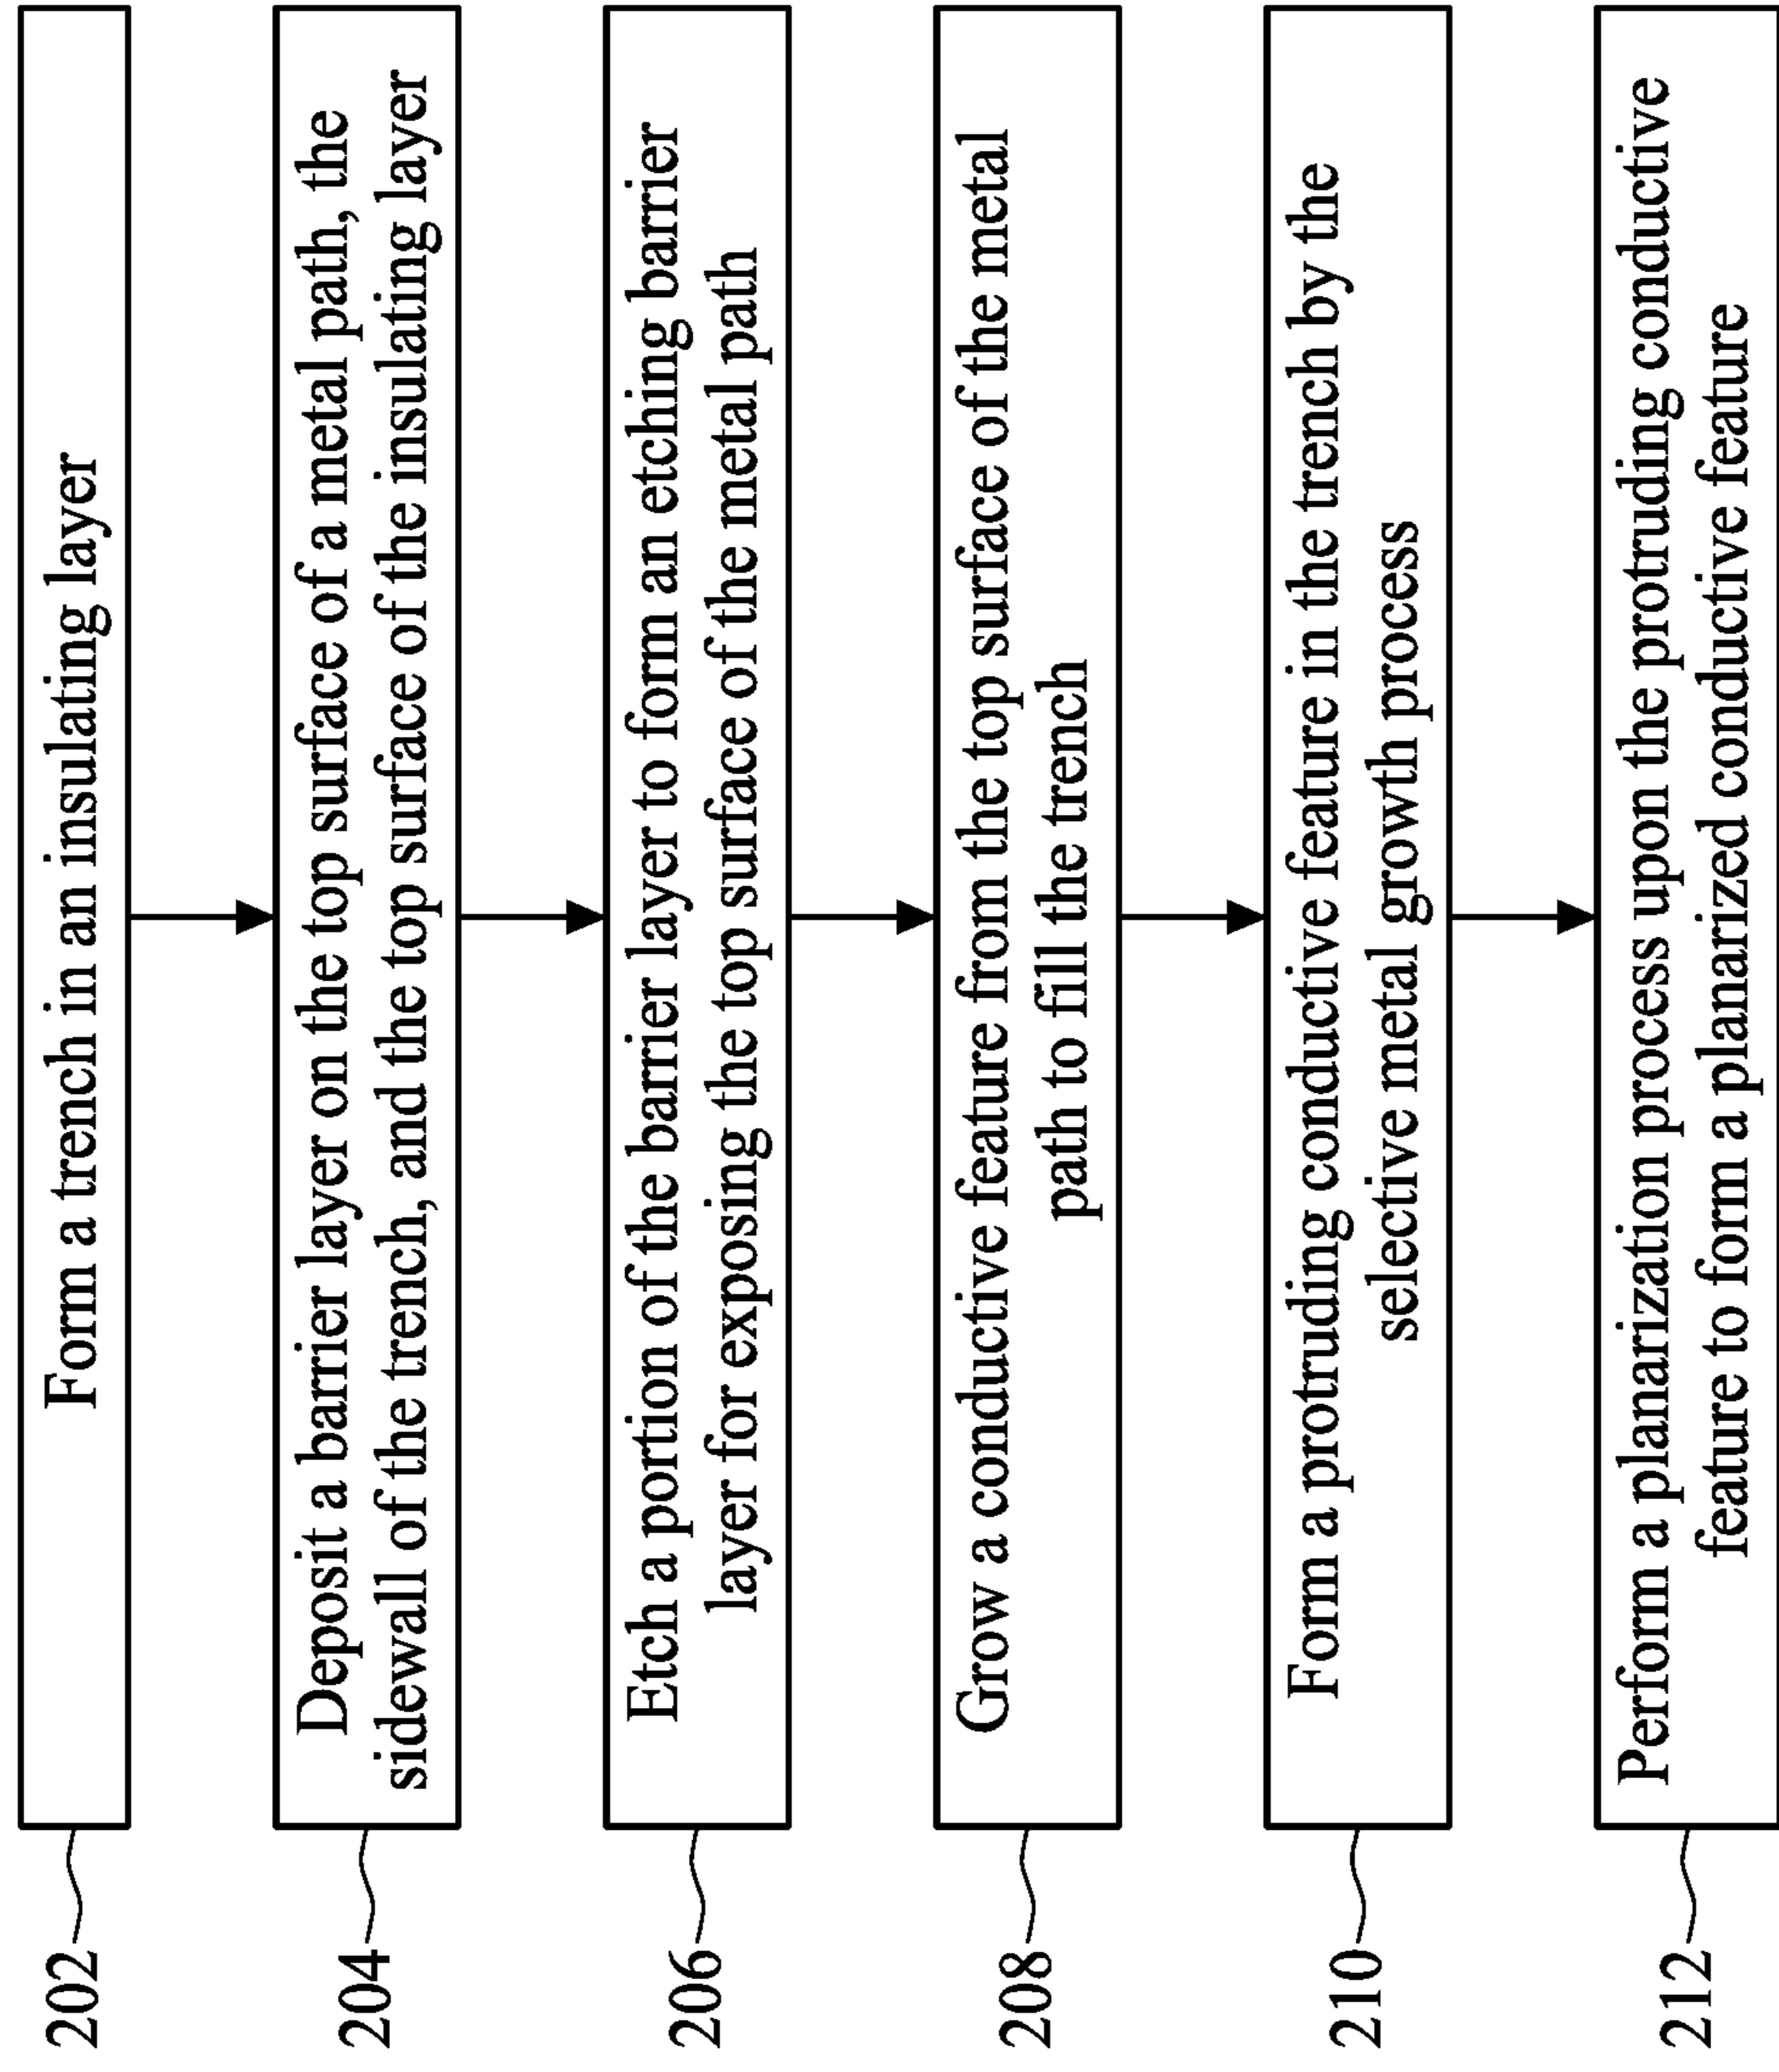 202
Form a trench in an insulating layer
204
Deposit a barrier layer on the top surface of a metal path, the
sidewall of the trench, and the top surface of the insulating layer
206
Etch a portion of the barrier layer to form an etching barrier
layer for exposing the top surface of the metal path
208
Grow a conductive feature from the top surface of the metal
path to fill the trench
210
Form a protruding conductive feature in the trench by the
selective metal growth process
212
Perform a planarization process upon the protruding conductive
feature to form a planarized conductive feature